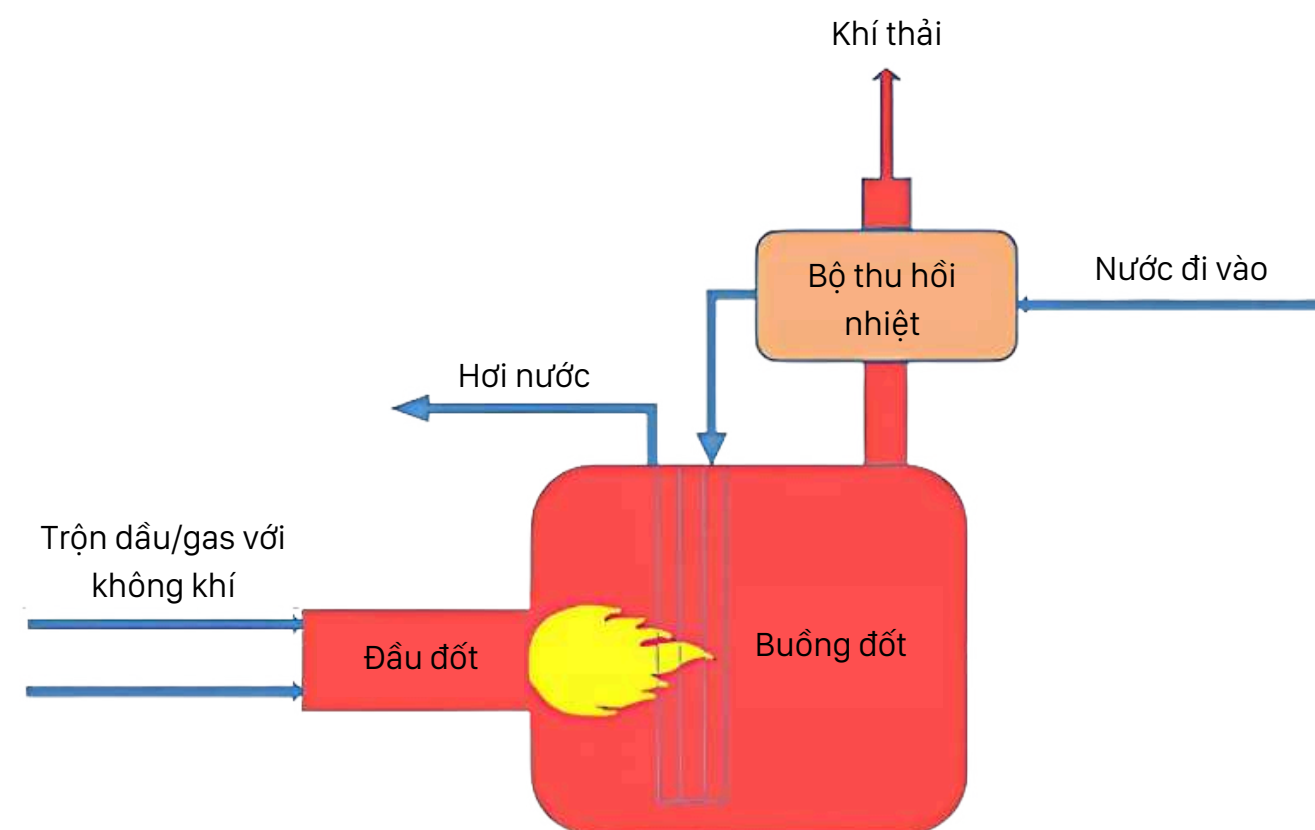 Khí thải
Bộ thu hồi
nhiệt
Nước đi vào
Hơi nước
Trộn dầu/gas với
không khí
Đầu đốt
Buồng đốt